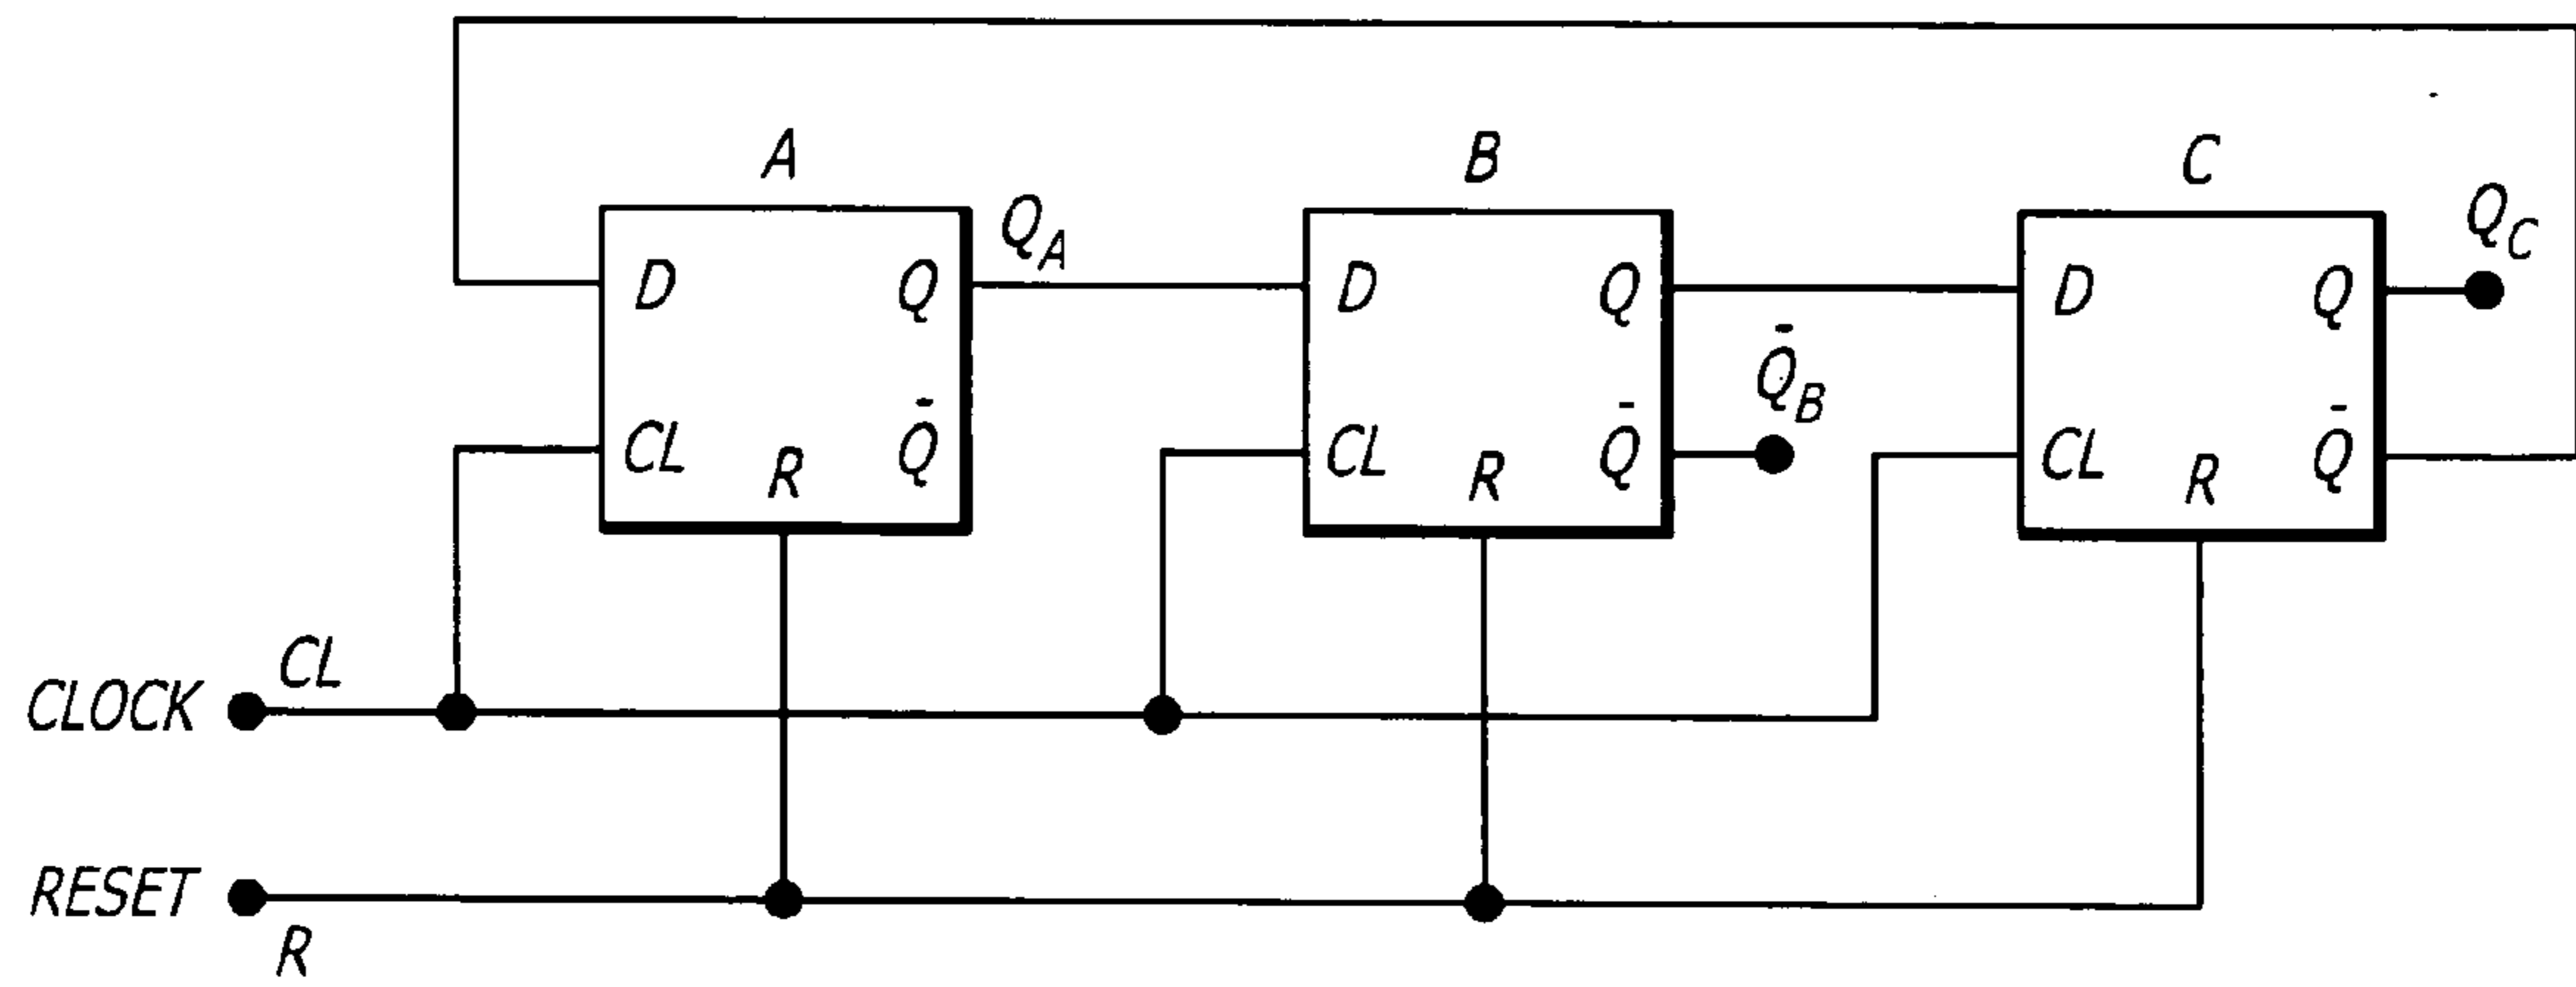 A
B
C
Q_A
Q_C
D Q
D Q
D Q
Q̄_B
CL R Q̄
CL R Q̄
CL R Q̄
CL
CLOCK
RESET
R